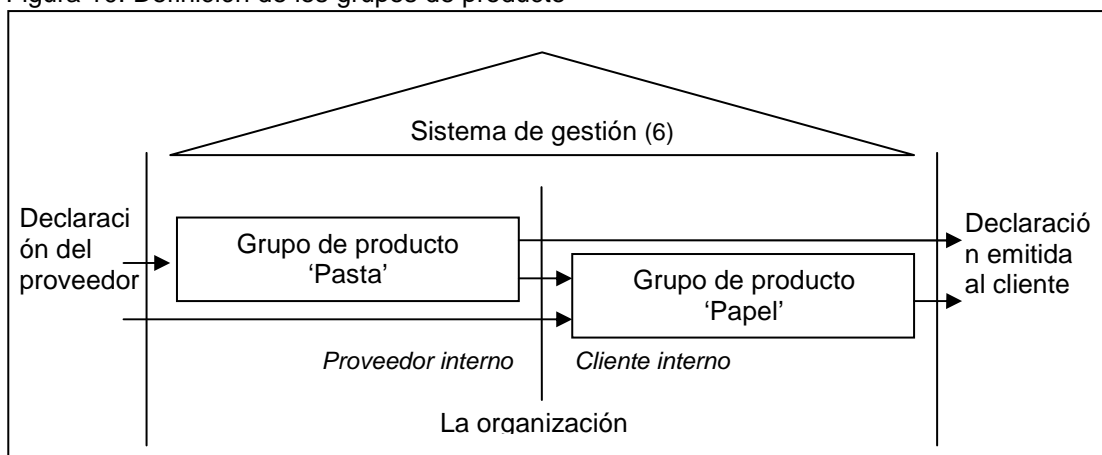 Figura 10: Definición de los grupos de producto
Sistema de gestión (6)
Declaraci
ón del
proveedor
Grupo de producto
‘Pasta’
Grupo de producto
‘Papel’
Declaració
n emitida
al cliente
Proveedor interno
Cliente interno
La organización